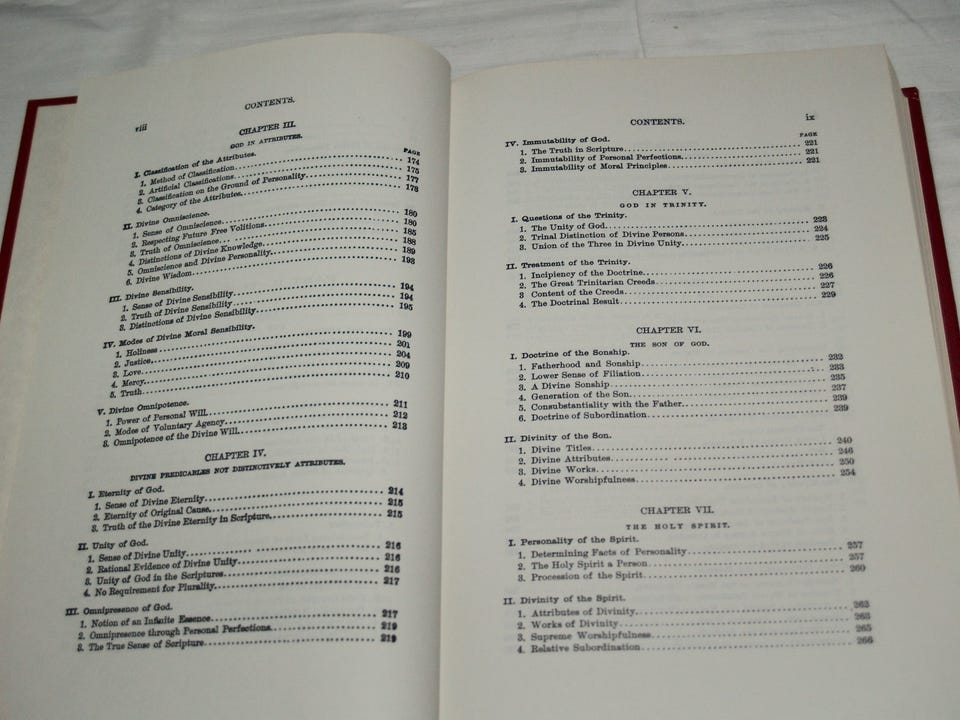 viii
CONTENTS.
CHAPTER III.
GOD IN ATTRIBUTES.
PAGE
I. Classification of the Attributes.
1. Method of Classification 174
2. Artificial Classifications 175
3. Classification on the Ground of Personality 177
4. Category of the Attributes 178
II. Divine Omniscience.
1. Sense of Omniscience 180
2. Respecting Future Free Volitions 180
3. Truth of Omniscience 185
4. Distinctions of Divine Knowledge 188
5. Omniscience and Divine Personality 189
6. Divine Wisdom 193
III. Divine Sensibility.
1. Sense of Divine Sensibility 194
2. Truth of Divine Sensibility 194
3. Distinctions of Divine Sensibility 195
IV. Modes of Divine Moral Sensibility.
1. Holiness 199
2. Justice 201
3. Love 204
4. Mercy 209
5. Truth 210
V. Divine Omnipotence.
1. Power of Personal Will 211
2. Modes of Voluntary Agency 212
3. Omnipotence of the Divine Will 213
CHAPTER IV.
DIVINE PREDICABLES NOT DISTINCTIVELY ATTRIBUTES.
I. Eternity of God.
1. Sense of Divine Eternity 214
2. Eternity of Original Cause 215
3. Truth of the Divine Eternity in Scripture 215
II. Unity of God.
1. Sense of Divine Unity 216
2. Rational Evidence of Divine Unity 216
3. Unity of God in the Scriptures 216
4. No Requirement for Plurality 217
III. Omnipresence of God.
1. Notion of an Infinite Essence 217
2. Omnipresence through Personal Perfections 219
3. The True Sense of Scripture 219
CONTENTS.
ix
PAGE
IV. Immutability of God.
1. The Truth in Scripture 221
2. Immutability of Personal Perfections 221
3. Immutability of Moral Principles 221
CHAPTER V.
GOD IN TRINITY.
I. Questions of the Trinity.
1. The Unity of God 223
2. Trinal Distinction of Divine Persons 224
3. Union of the Three in Divine Unity 225
II. Treatment of the Trinity.
1. Incipiency of the Doctrine 226
2. The Great Trinitarian Creeds 226
3 Content of the Creeds 227
4. The Doctrinal Result 229
CHAPTER VI.
THE SON OF GOD.
I. Doctrine of the Sonship.
1. Fatherhood and Sonship 232
2. Lower Sense of Filiation 233
3. A Divine Sonship 235
4. Generation of the Son 237
5. Consubstantiality with the Father 239
6. Doctrine of Subordination 239
II. Divinity of the Son.
1. Divine Titles 240
2. Divine Attributes 246
3. Divine Works 250
4. Divine Worshipfulness 254
CHAPTER VII.
THE HOLY SPIRIT.
I. Personality of the Spirit.
1. Determining Facts of Personality 257
2. The Holy Spirit a Person 257
3. Procession of the Spirit 260
II. Divinity of the Spirit.
1. Attributes of Divinity 263
2. Works of Divinity 263
3. Supreme Worshipfulness 265
4. Relative Subordination 266